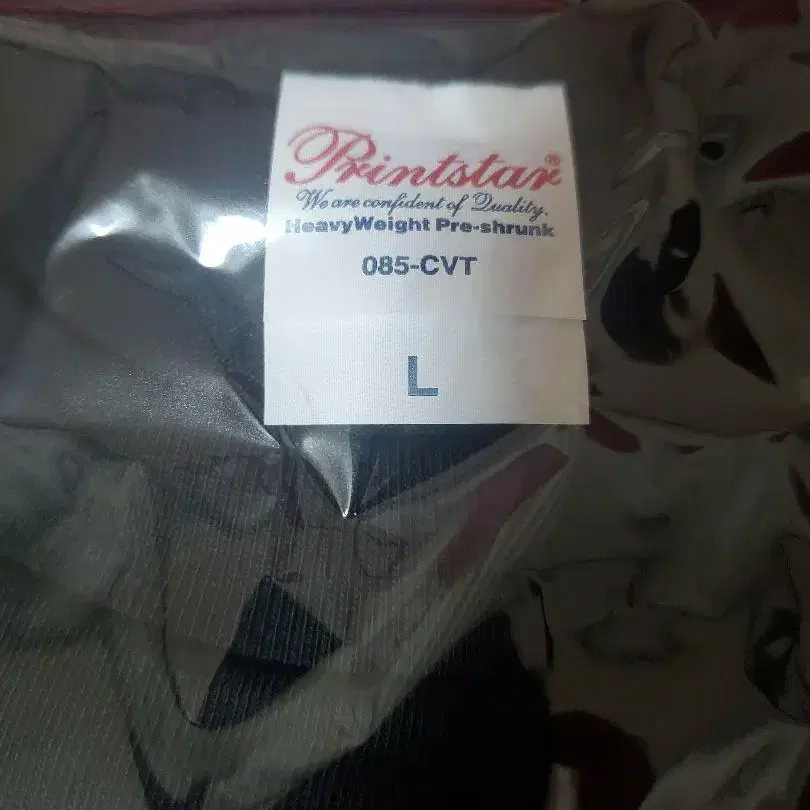 Printstar®
We are confident of Quality.
HeavyWeight Pre-shrunk
085-CVT
L